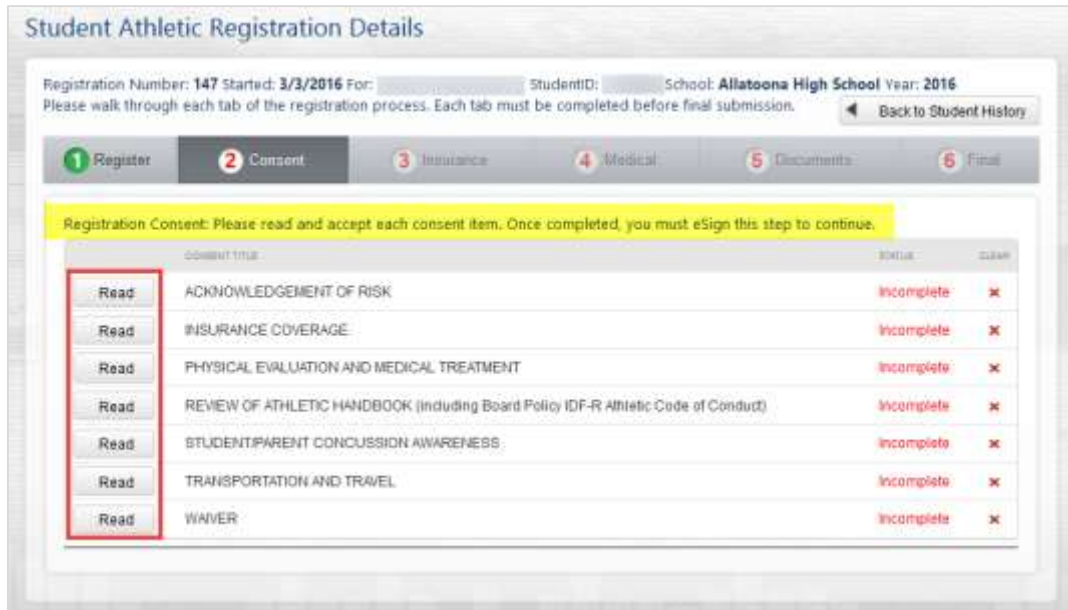 Student Athletic Registration Details
Registration Number: 147 Started: 3/3/2016 For: StudentID: School: Allatoona High School Year: 2016
Please walk through each tab of the registration process. Each tab must be completed before final submission.
Back to Student History
1 Register 2 Consent 3 Insurance 4 Medical 5 Documents 6 Final
Registration Consent: Please read and accept each consent item. Once completed, you must eSign this step to continue.
CONSENT TITLE STATUS CLEAR
Read ACKNOWLEDGEMENT OF RISK Incomplete
Read INSURANCE COVERAGE Incomplete
Read PHYSICAL EVALUATION AND MEDICAL TREATMENT Incomplete
Read REVIEW OF ATHLETIC HANDBOOK (including Board Policy IDF-R Athletic Code of Conduct) Incomplete
Read STUDENT/PARENT CONCUSSION AWARENESS Incomplete
Read TRANSPORTATION AND TRAVEL Incomplete
Read WAIVER Incomplete